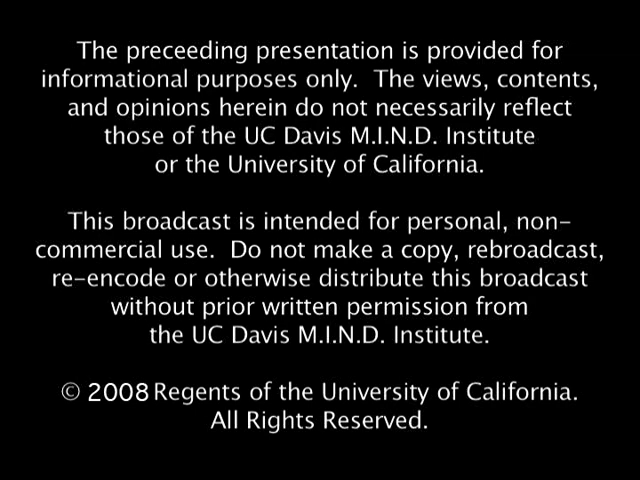 The preceeding presentation is provided for
informational purposes only.  The views, contents,
and opinions herein do not necessarily reflect
those of the UC Davis M.I.N.D. Institute
or the University of California.
This broadcast is intended for personal, non-
commercial use.  Do not make a copy, rebroadcast,
re-encode or otherwise distribute this broadcast
without prior written permission from
the UC Davis M.I.N.D. Institute.
© 2008 Regents of the University of California.
All Rights Reserved.